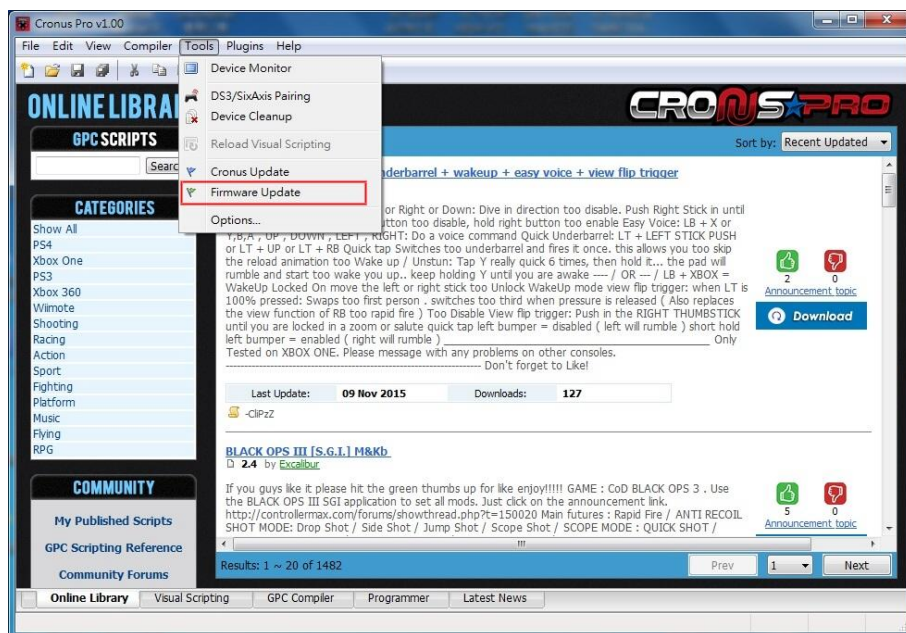 Cronus Pro v1.00
File Edit View Compiler Tools Plugins Help
Device Monitor
DS3/SixAxis Pairing
Device Cleanup
Reload Visual Scripting
Cronus Update
Firmware Update
Options...
ONLINE LIBRA
CRONUSPRO
GPC SCRIPTS
Searc
Sort by: Recent Updated
CATEGORIES
Show All
PS4
Xbox One
PS3
Xbox 360
Wiimote
Shooting
Racing
Action
Sport
Fighting
Platform
Music
Flying
RPG
COMMUNITY
My Published Scripts
GPC Scripting Reference
Community Forums
nderbarrel + wakeup + easy voice + view flip trigger
or Right or Down: Dive in direction too disable. Push Right Stick in until
utton too disable, hold right button too enable Easy Voice: LB + X or
Y,B,A , UP , DOWN , LEFT , RIGHT: Do a voice command Quick Underbarrel: LT + LEFT STICK PUSH
or LT + UP or LT + RB Quick tap Switches too underbarrel and fires it once. this allows you too skip
the reload animation too Wake up / Unstun: Tap Y really quick 6 times, then hold it... the pad will
rumble and start too wake you up.. keep holding Y until you are awake ---- / OR --- / LB + XBOX =
WakeUp Locked On move the left or right stick too Unlock WakeUp mode view flip trigger: when LT is
100% pressed: Swaps too first person . switches too third when pressure is released ( Also replaces
the view function of RB too rapid fire ) Too Disable View flip trigger: Push in the RIGHT THUMBSTICK
until you are locked in a zoom or salute quick tap left bumper = disabled ( left will rumble ) short hold
left bumper = enabled ( right will rumble ) Only
Tested on XBOX ONE. Please message with any problems on other consoles.
Don't forget to Like!
2 0
Announcement topic
Download
Last Update: 09 Nov 2015 Downloads: 127
-CliPzZ
BLACK OPS III [S.G.I.] M&Kb
2.4 by Excalibur
If you guys like it please hit the green thumbs up for like enjoy!!!!! GAME : CoD BLACK OPS 3 . Use
the BLACK OPS III SGI application to set all mods. Just click on the announcement link.
http://controllermax.com/forums/showthread.php?t=150020 Main futures : Rapid Fire / ANTI RECOIL
SHOT MODE: Drop Shot / Side Shot / Jump Shot / Scope Shot / SCOPE MODE : QUICK SHOT /
5 0
Announcement topic
Results: 1 ~ 20 of 1482
Prev 1 Next
Online Library Visual Scripting GPC Compiler Programmer Latest News